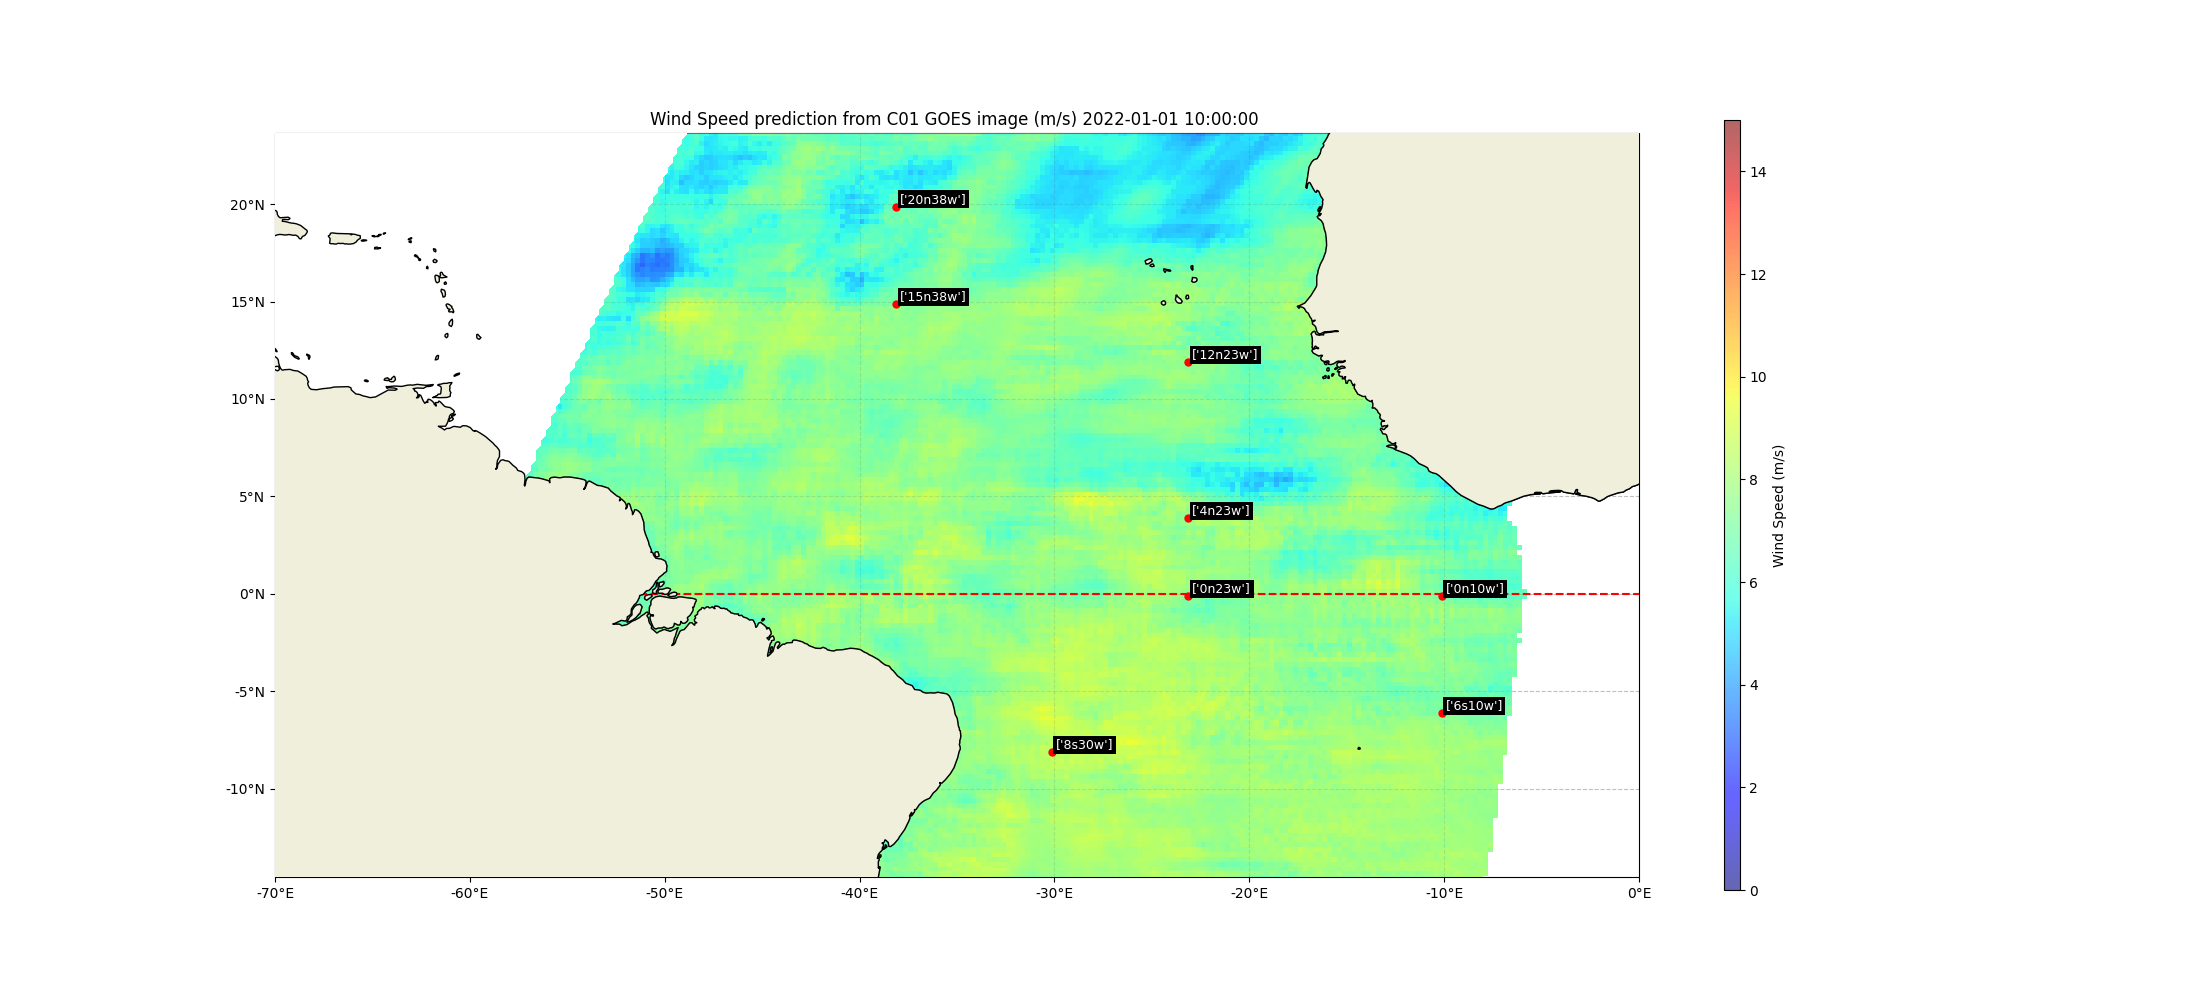 Wind Speed prediction from C01 GOES image (m/s) 2022-01-01 10:00:00
20°N
15°N
10°N
5°N
0°N
-5°N
-10°N
-70°E
-60°E
-50°E
-40°E
-30°E
-20°E
-10°E
0°E
['20n38w']
['15n38w']
['12n23w']
['4n23w']
['0n23w']
['0n10w']
['6s10w']
['8s30w']
14
12
10
8
6
4
2
0
Wind Speed (m/s)